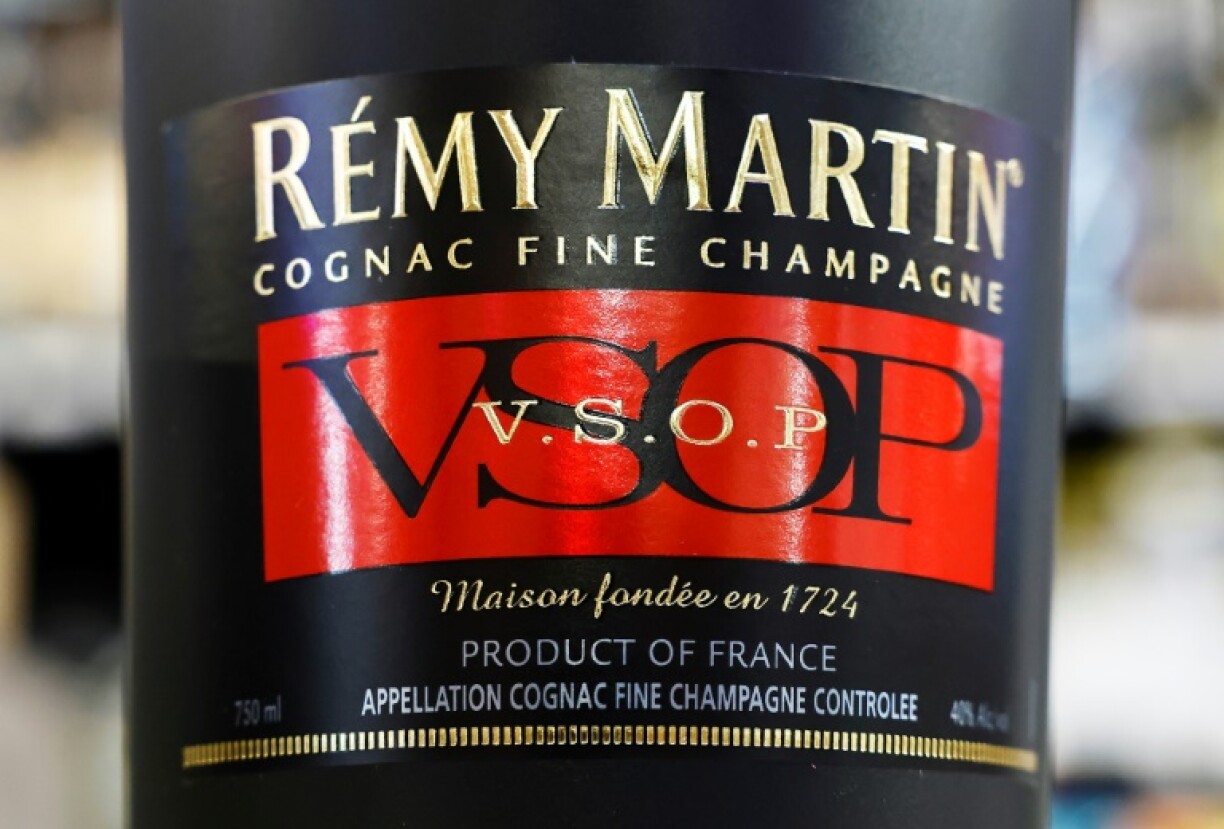 RÉMY MARTIN®
COGNAC FINE CHAMPAGNE
VSOP
V.S.O.P
Maison fondée en 1724
PRODUCT OF FRANCE
APPELLATION COGNAC FINE CHAMPAGNE CONTROLEE
750 ml
40%